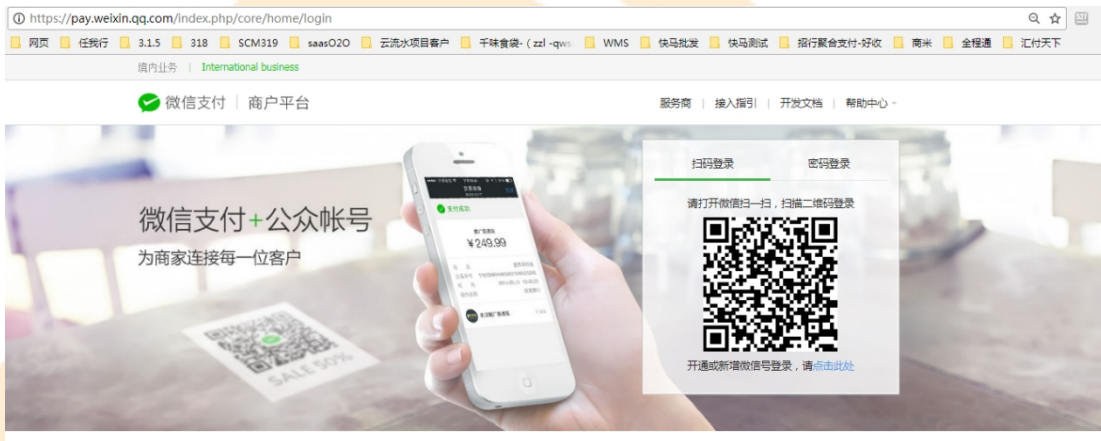 https://pay.weixin.qq.com/index.php/core/home/login
网页 任我行 3.1.5 318 SCM319 saasO2O 云流水项目客户 千味食袋-（zzl -qws WMS 快马批发 快马测试 招行聚合支付-好收 商米 全程通 汇付天下
境内业务 | International business
微信支付 | 商户平台
服务商 | 接入指引 | 开发文档 | 帮助中心
扫码登录 密码登录
请打开微信扫一扫，扫描二维码登录
微信支付+公众帐号
为商家连接每一位客户
支付成功
¥249.99
SALE 50%
开通或新增微信号登录，请点击此处